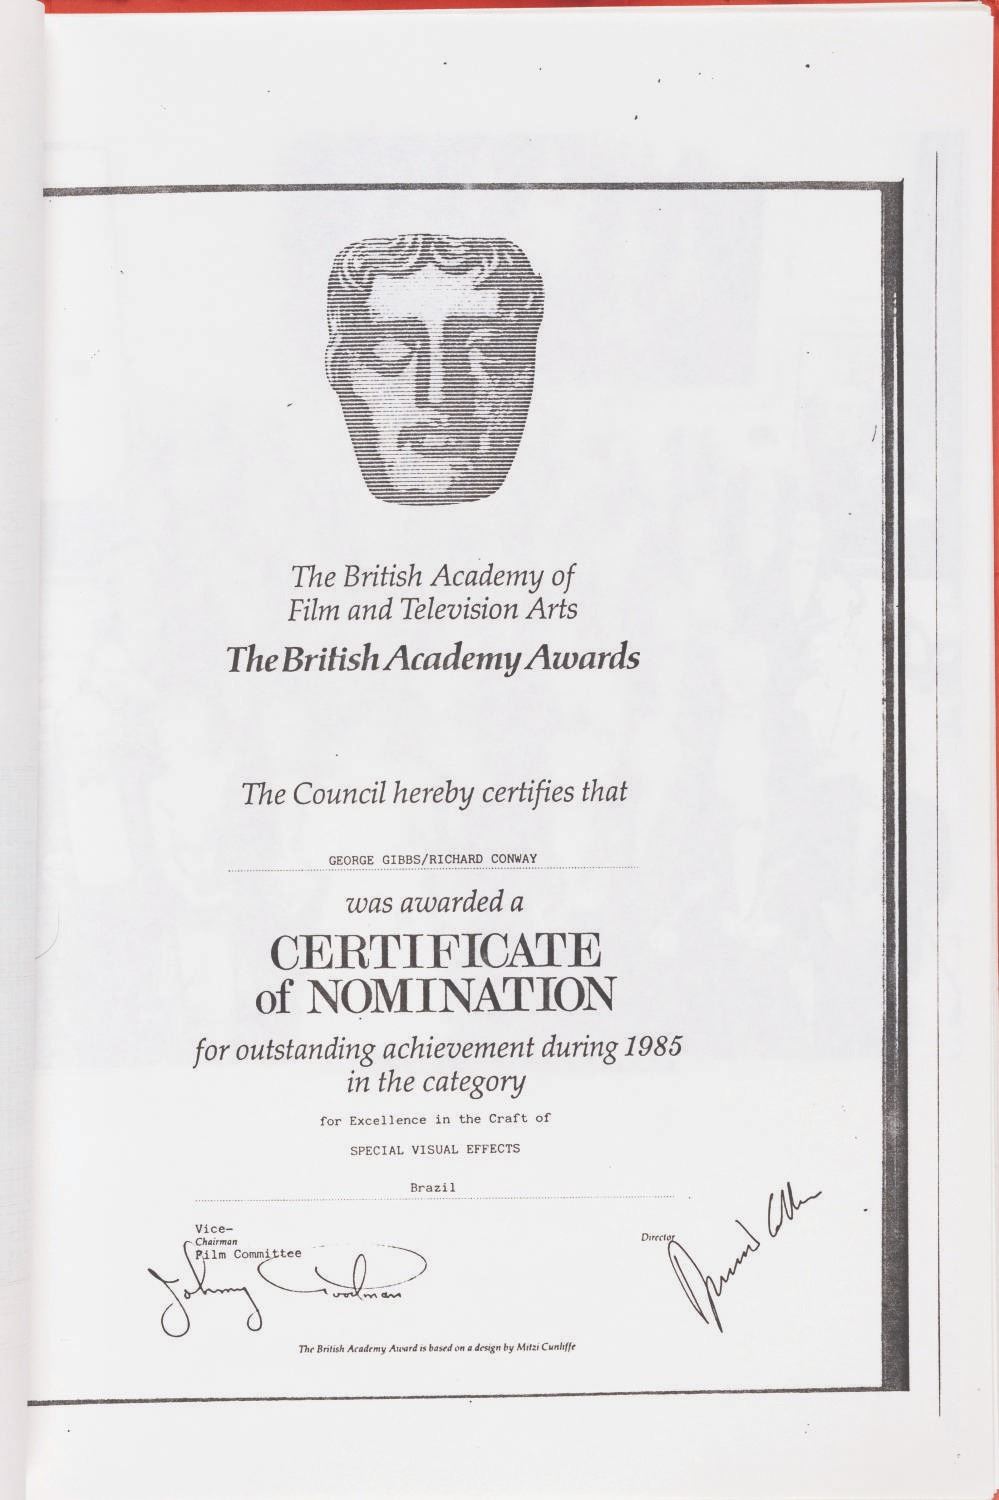 The British Academy of
Film and Television Arts
The British Academy Awards
The Council hereby certifies that
GEORGE GIBBS/RICHARD CONWAY
was awarded a
CERTIFICATE
of NOMINATION
for outstanding achievement during 1985
in the category
for Excellence in the Craft of
SPECIAL VISUAL EFFECTS
Brazil
Vice-
Chairman
Film Committee
Director
Johnny Goodman
The British Academy Award is based on a design by Mitzi Cunliffe